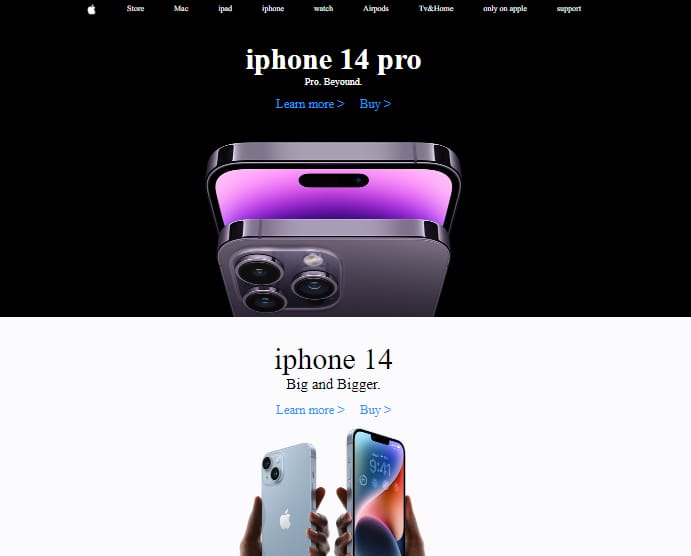 Store Mac ipad iphone watch Airpods Tv&Home only on apple support
iphone 14 pro
Pro. Beyound.
Learn more > Buy >
iphone 14
Big and Bigger.
Learn more > Buy >
9:41